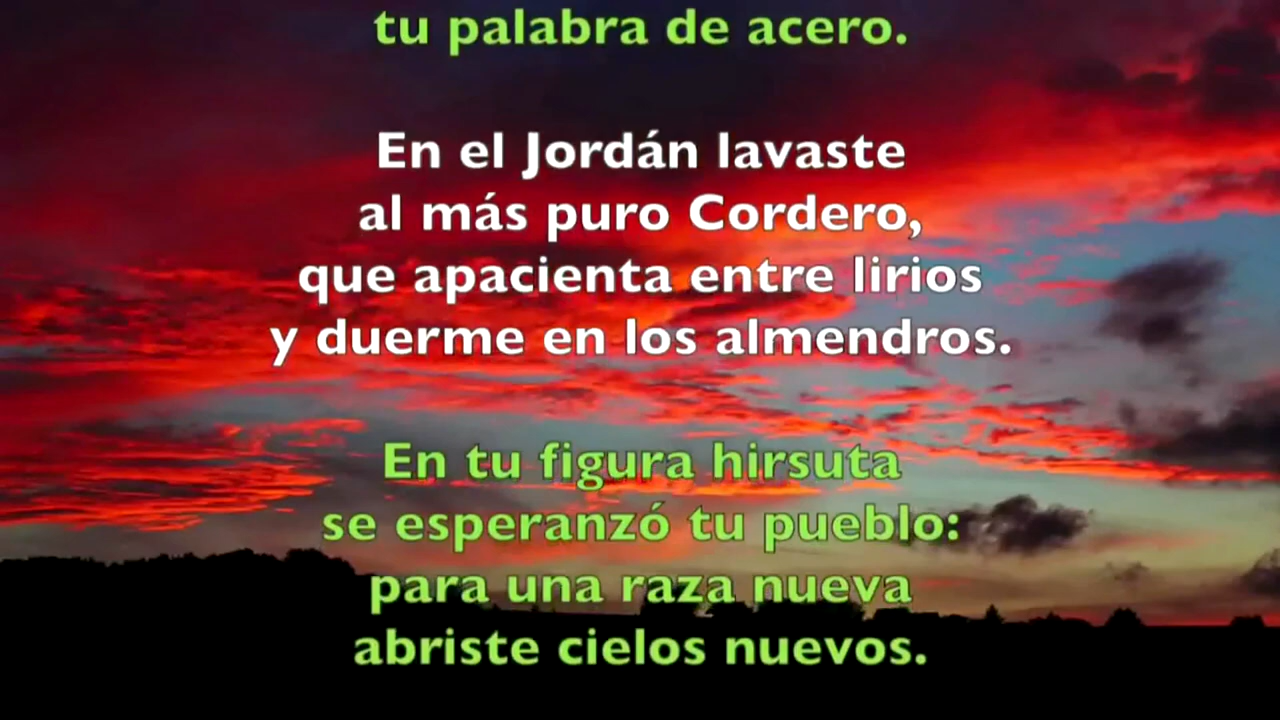 tu palabra de acero.
En el Jordán lavaste
al más puro Cordero,
que apacienta entre lirios
y duerme en los almendros.
En tu figura hirsuta
se esperanzó tu pueblo:
para una raza nueva
abriste cielos nuevos.